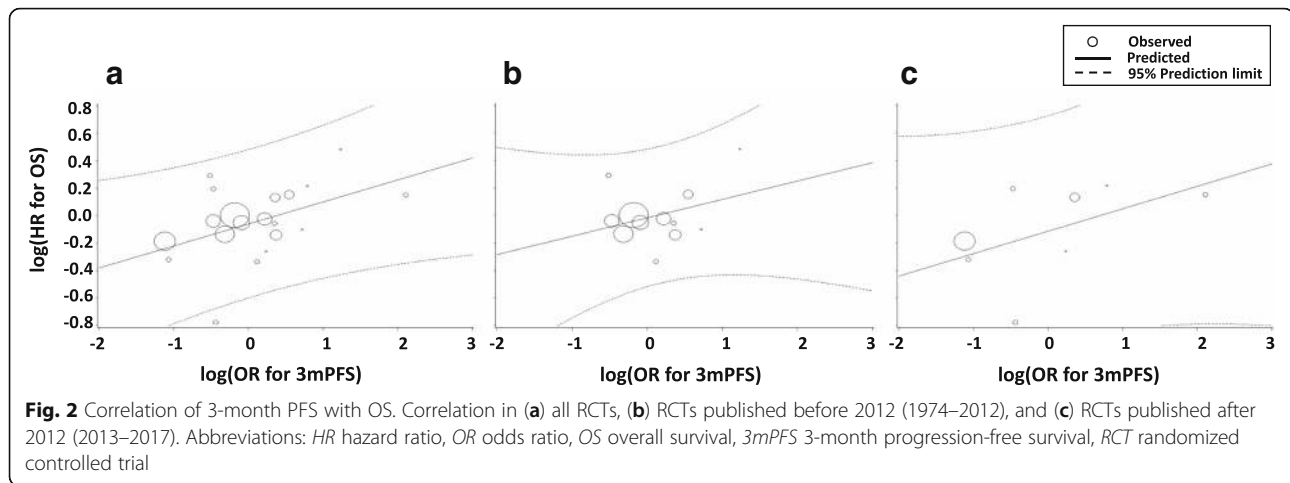 Observed
Predicted
95% Prediction limit
a
b
c
log(HR for OS)
0.8
0.6
0.4
0.2
0.0
-0.2
-0.4
-0.6
-0.8
-2 -1 0 1 2 3
-2 -1 0 1 2 3
-2 -1 0 1 2 3
log(OR for 3mPFS)
log(OR for 3mPFS)
log(OR for 3mPFS)
Fig. 2 Correlation of 3-month PFS with OS. Correlation in (a) all RCTs, (b) RCTs published before 2012 (1974–2012), and (c) RCTs published after
2012 (2013–2017). Abbreviations: HR hazard ratio, OR odds ratio, OS overall survival, 3mPFS 3-month progression-free survival, RCT randomized
controlled trial